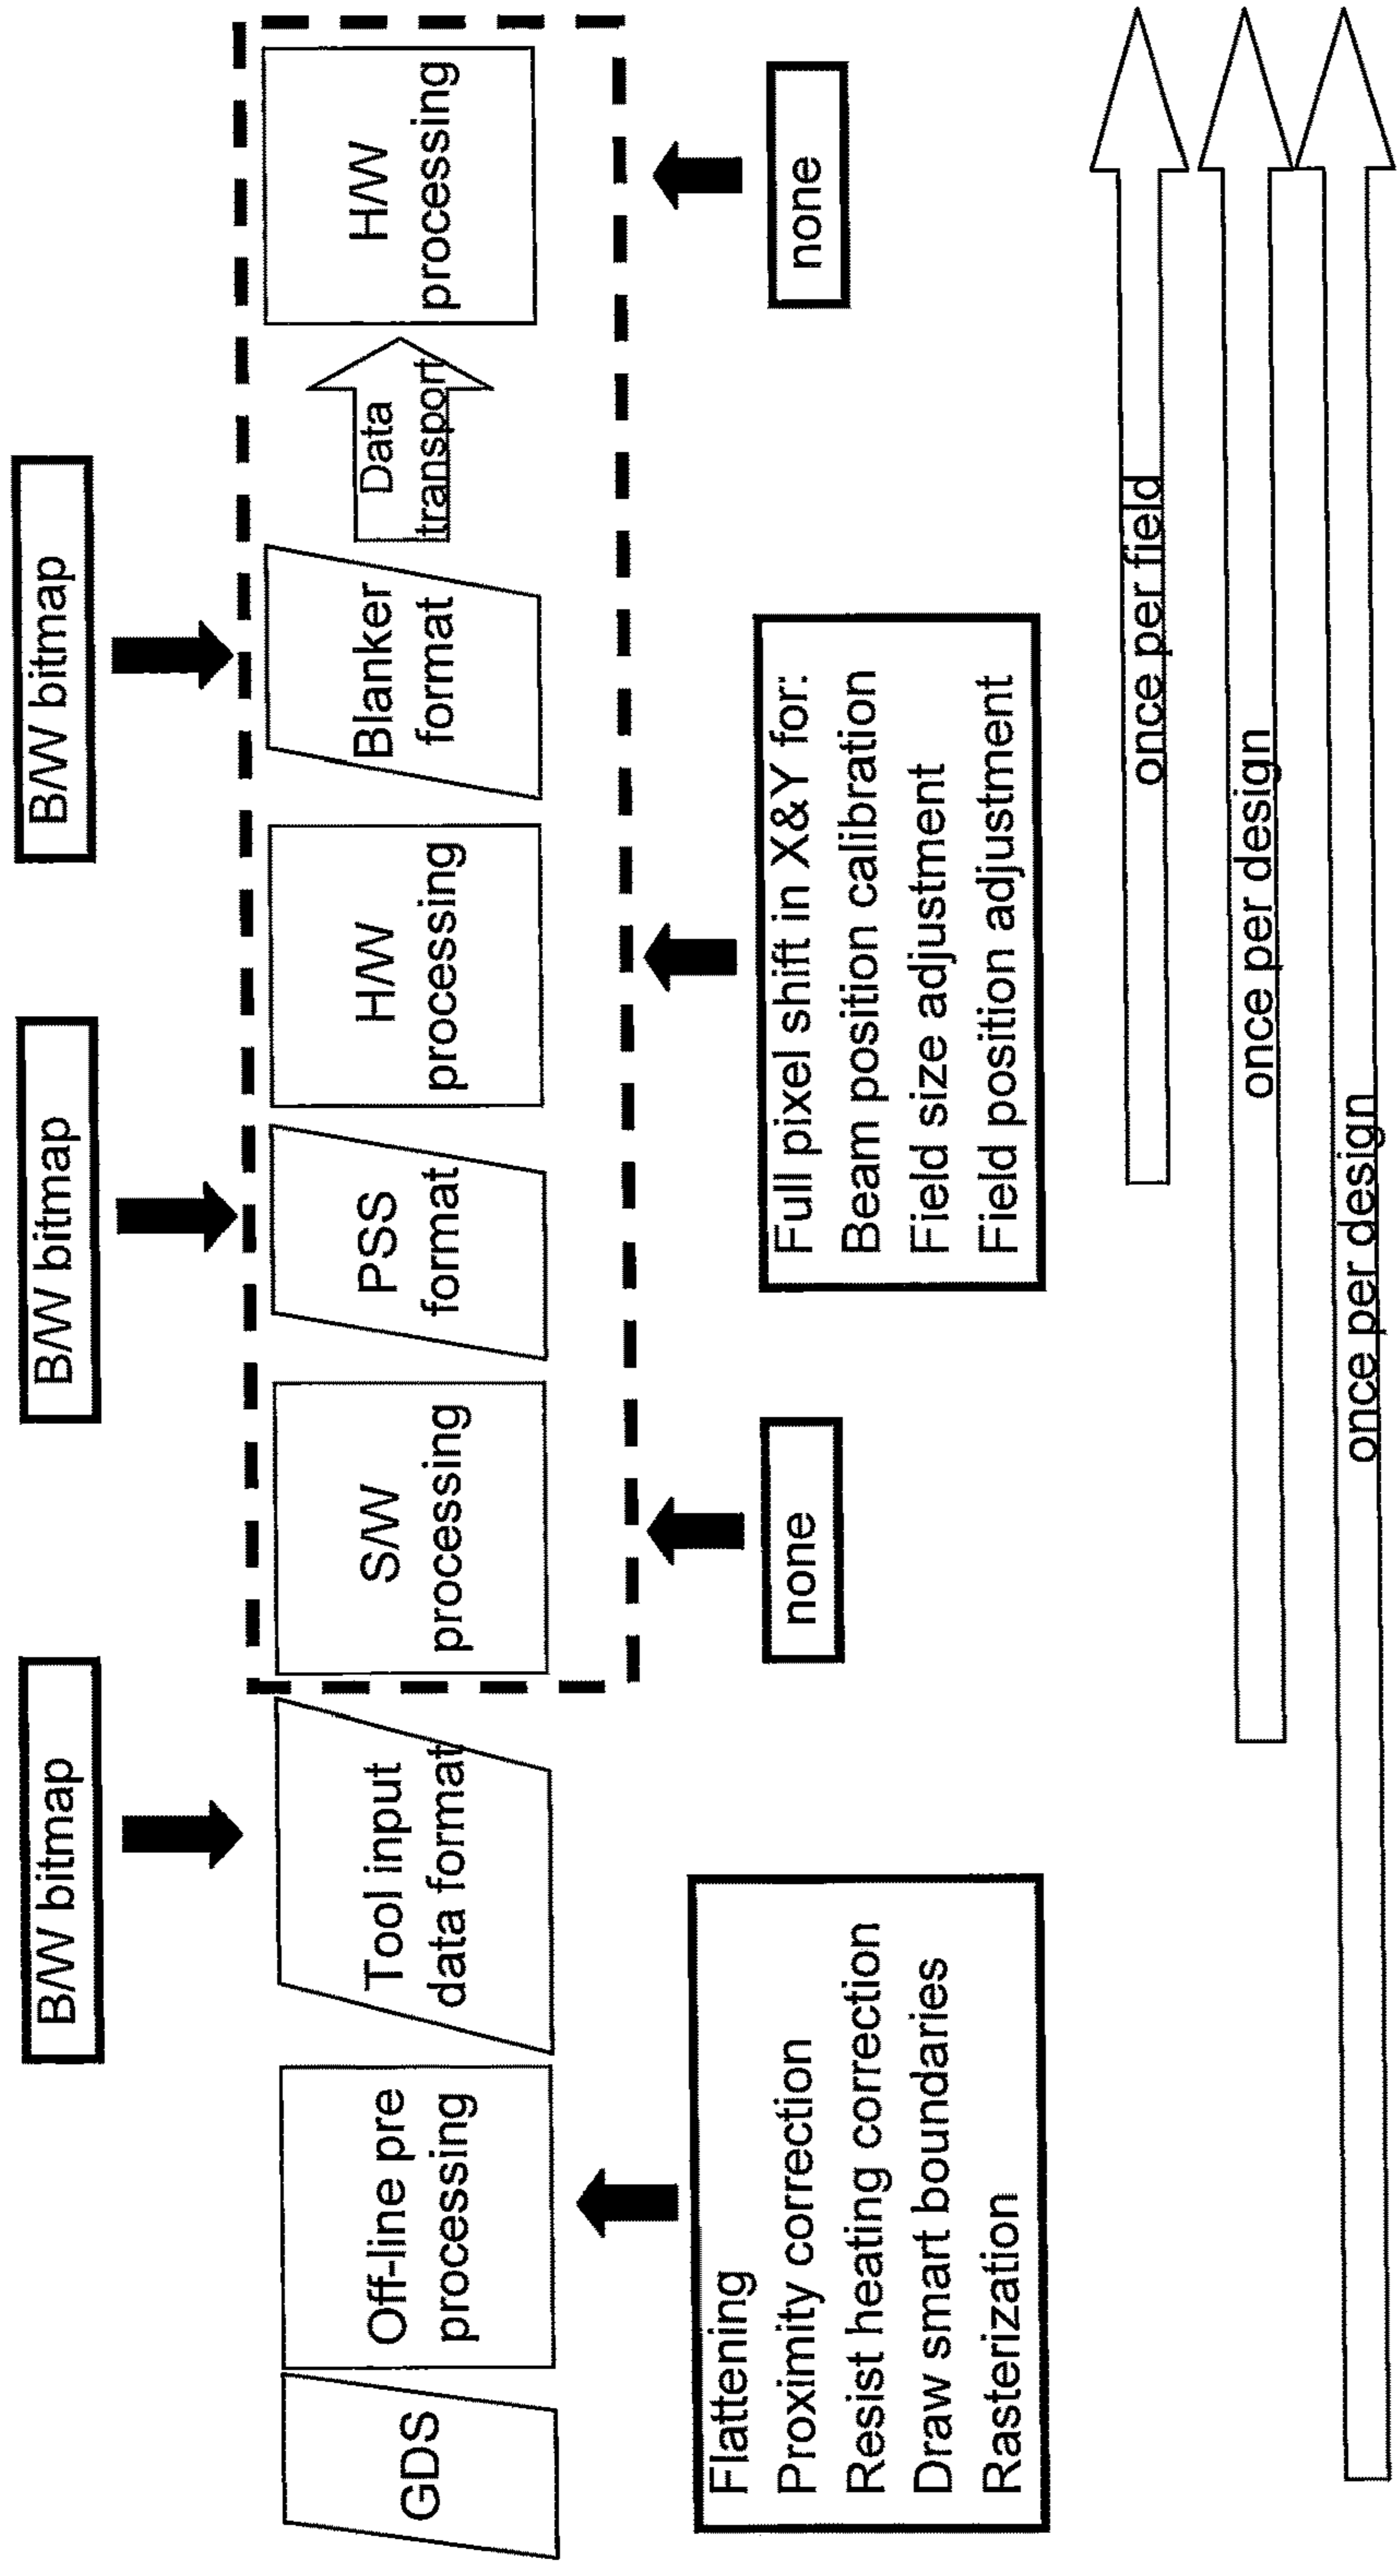 B/W bitmap
B/W bitmap
B/W bitmap
GDS
Off-line pre
processing
Tool input
data format
S/W
processing
PSS
format
H/W
processing
Blanker
format
Data
transport
H/W
processing
Flattening
Proximity correction
Resist heating correction
Draw smart boundaries
Rasterization
none
Full pixel shift in X&Y for:
Beam position calibration
Field size adjustment
Field position adjustment
none
once per field
once per design
once per design